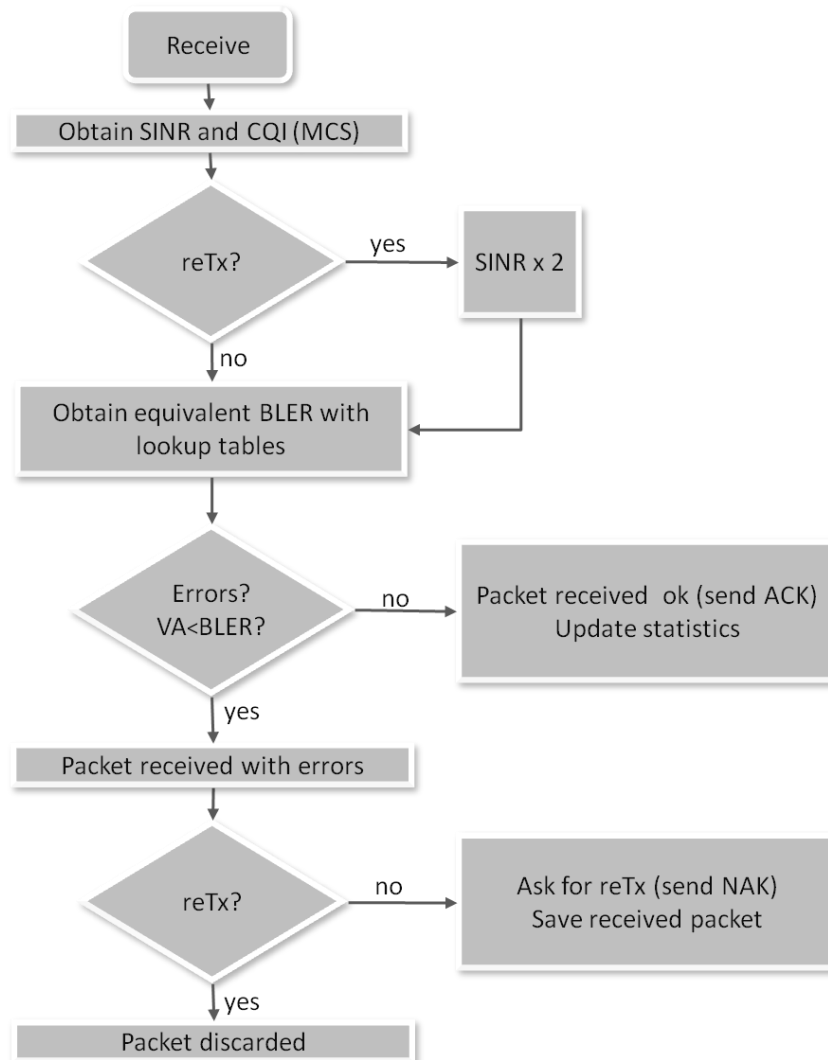 Receive
Obtain SINR and CQI (MCS)
reTx?
yes
SINR x 2
no
Obtain equivalent BLER with
lookup tables
Errors?
VA<BLER?
no
Packet received ok (send ACK)
Update statistics
yes
Packet received with errors
reTx?
no
Ask for reTx (send NAK)
Save received packet
yes
Packet discarded